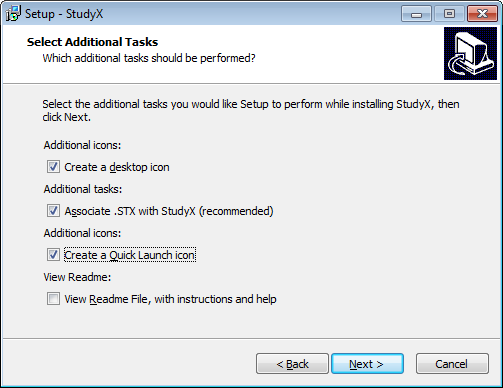 Setup - StudyX
Select Additional Tasks
Which additional tasks should be performed?
Select the additional tasks you would like Setup to perform while installing StudyX, then
click Next.
Additional icons:
Create a desktop icon
Additional tasks:
Associate .STX with StudyX (recommended)
Additional icons:
Create a Quick Launch icon
View Readme:
View Readme File, with instructions and help
< Back
Next >
Cancel